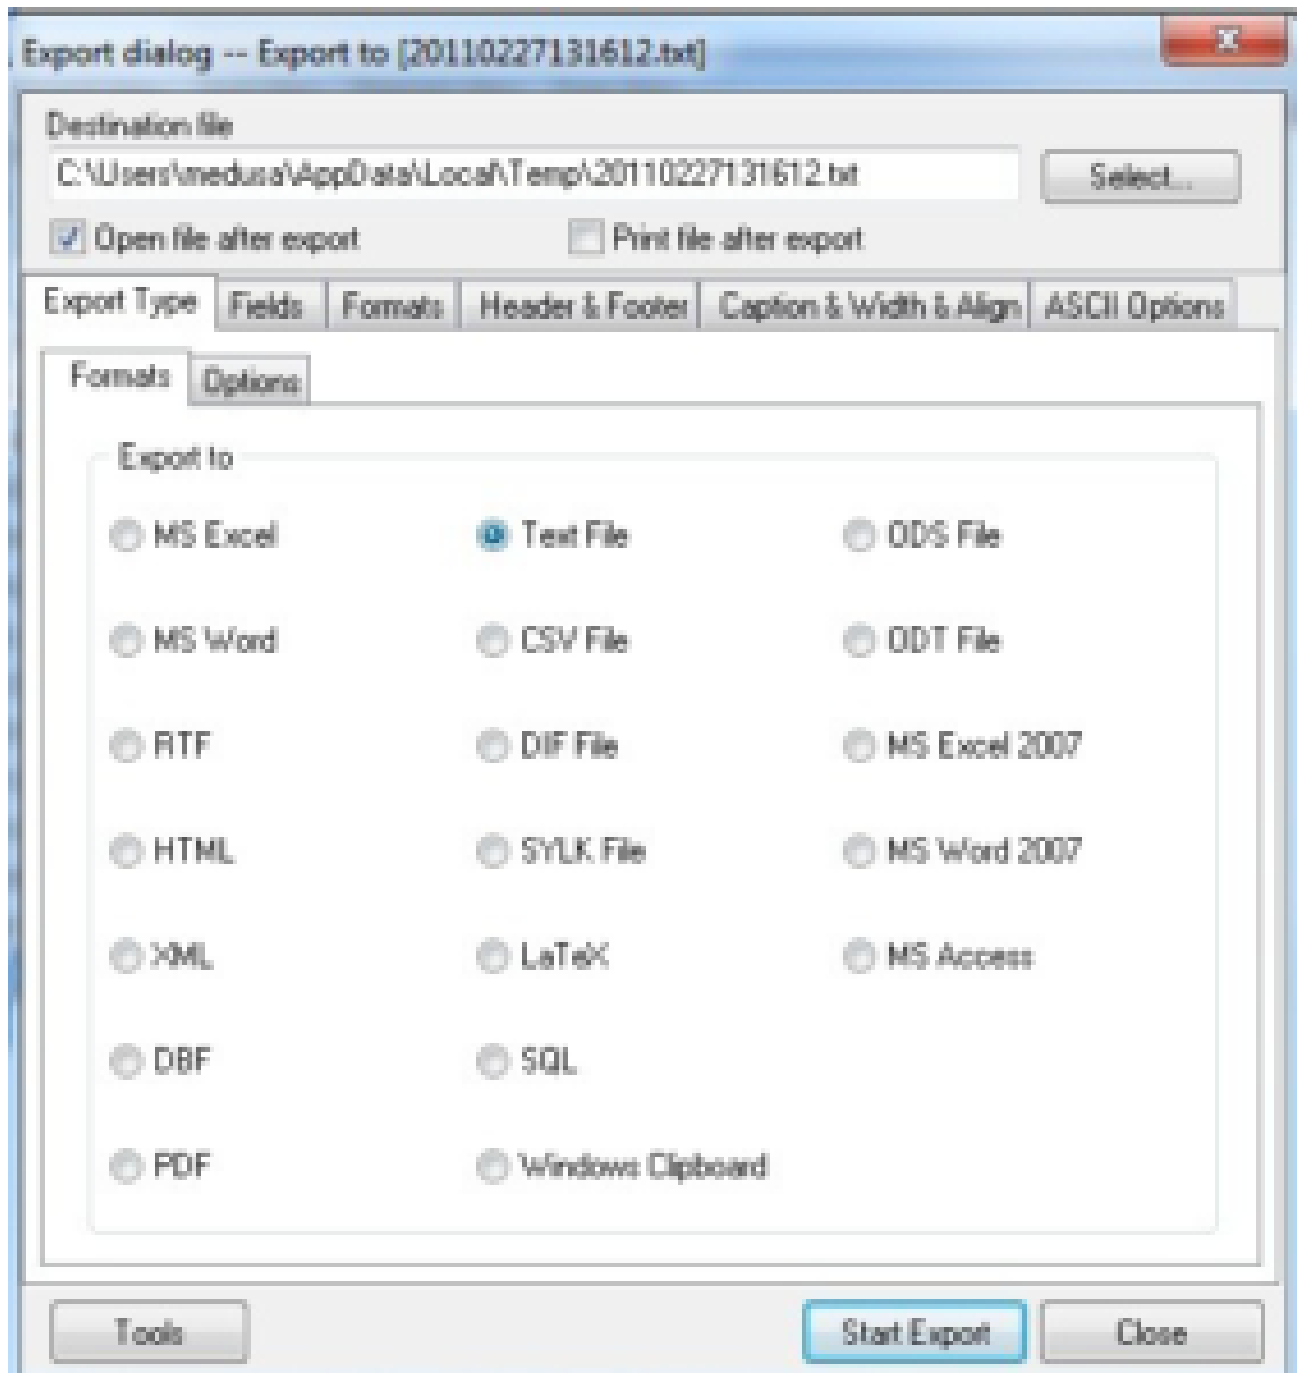 Export dialog -- Export to [20110227131612.txt]
Destination file
C:\Users\medusa\AppData\Local\Temp\20110227131612.txt Select...
Open file after export Print file after export
Export Type Fields Formats Header & Footer Caption & Width & Align ASCII Options
Formats Options
Export to
MS Excel Text File ODS File
MS Word CSV File ODT File
RTF DIF File MS Excel 2007
HTML SYLK File MS Word 2007
XML LaTeX MS Access
DBF SQL
PDF Windows Clipboard
Tools Start Export Close